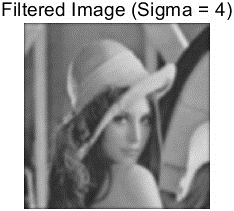 Filtered Image (Sigma = 4)